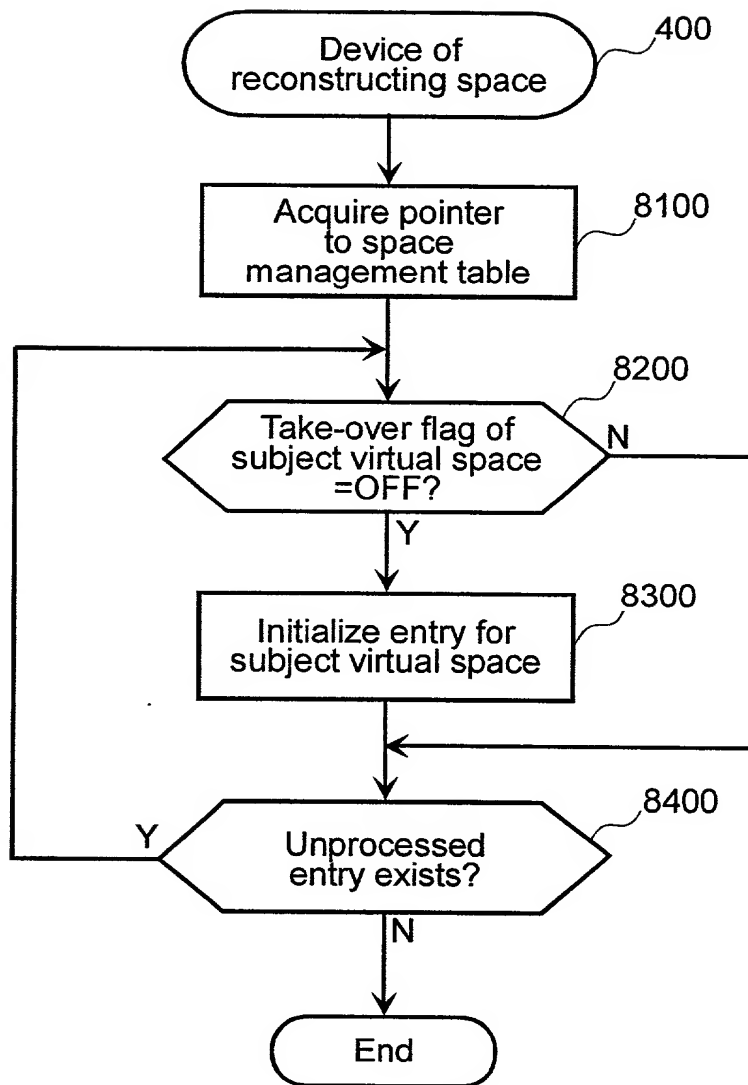 Device of
reconstructing space
400
Acquire pointer
to space
management table
8100
8200
Take-over flag of
subject virtual space
=OFF?
N
Y
8300
Initialize entry for
subject virtual space
8400
Y
Unprocessed
entry exists?
N
End